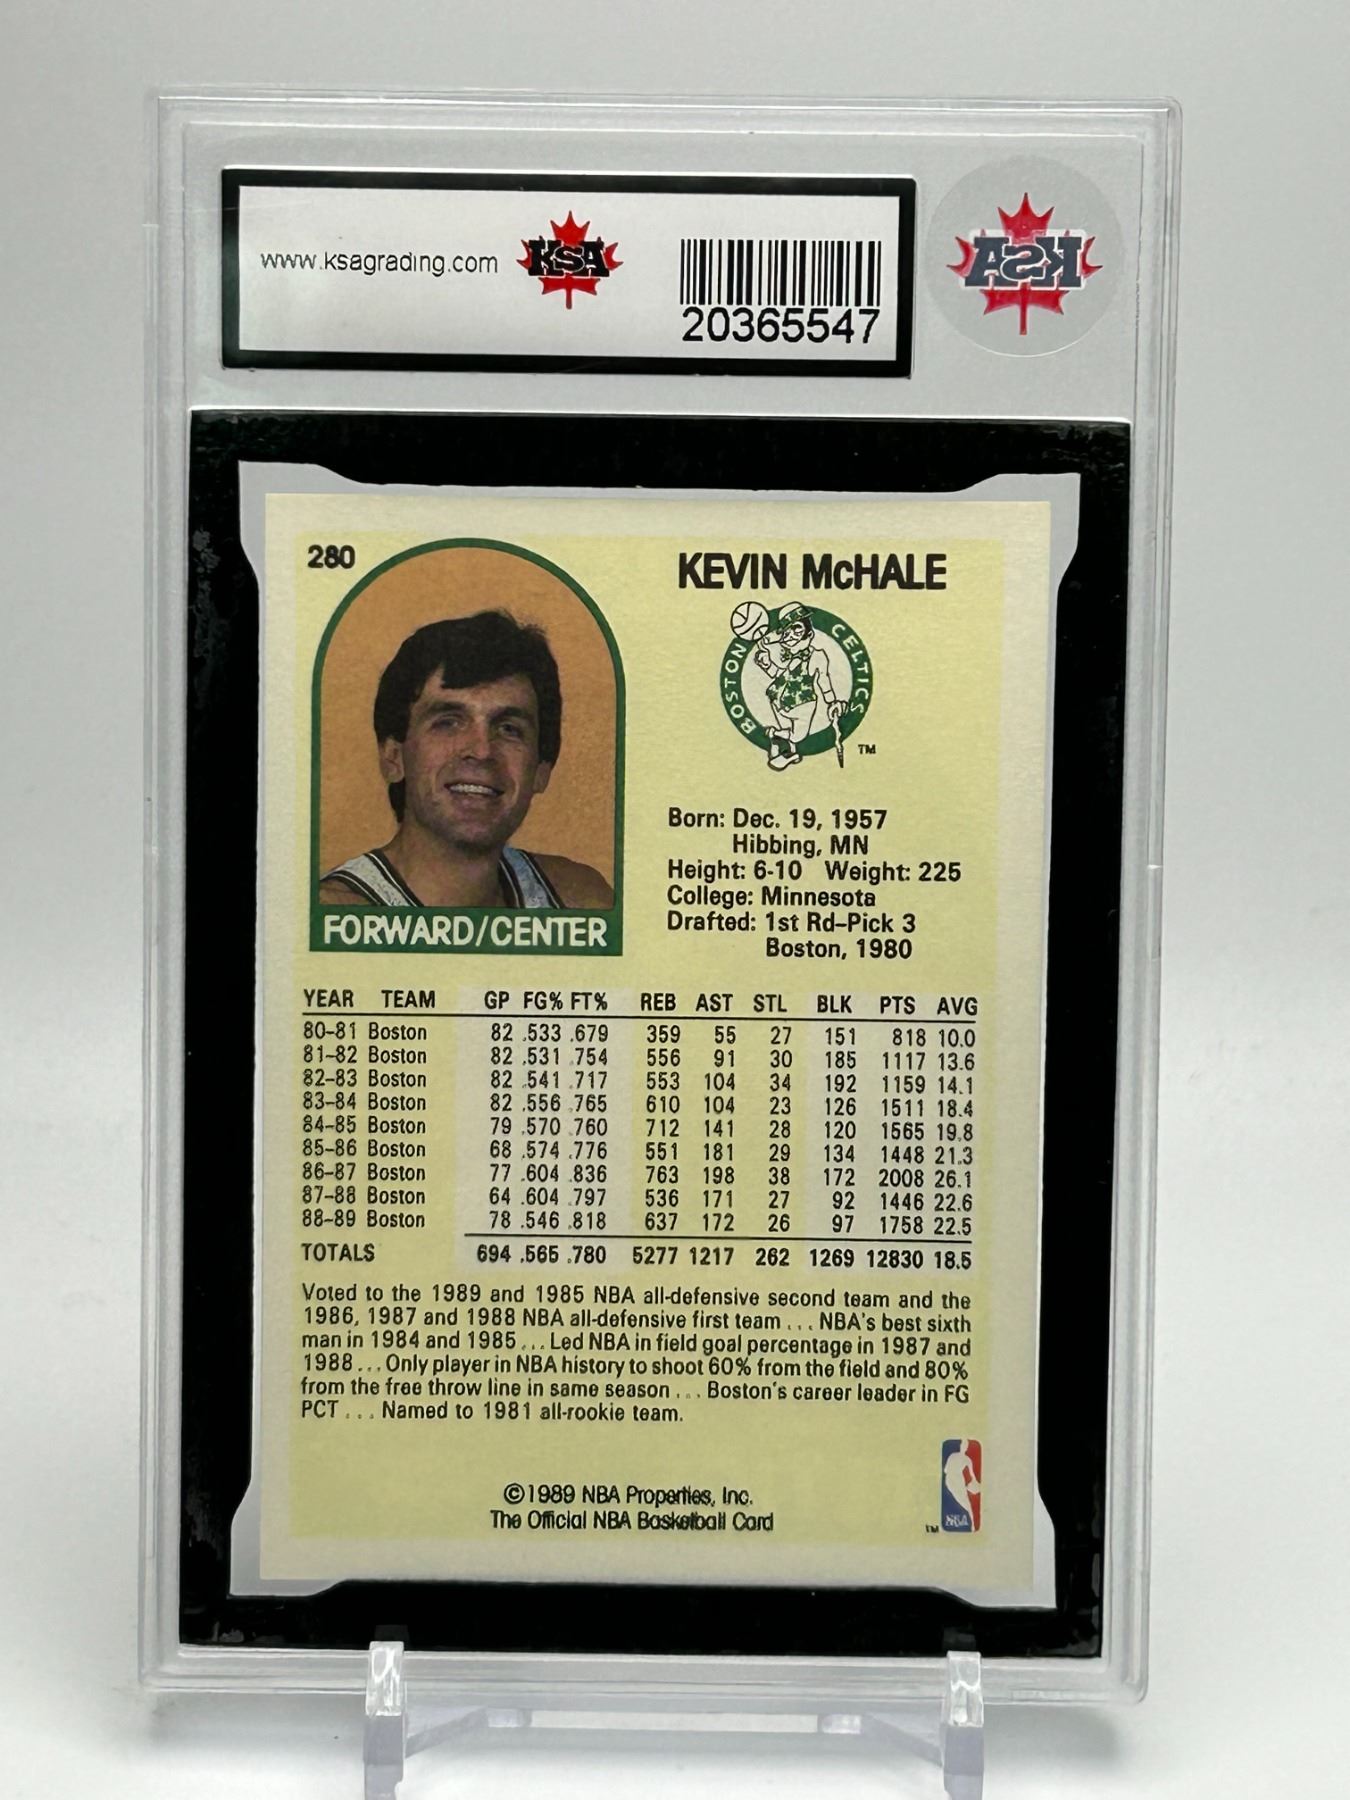 www.ksagrading.com
KSA
20365547
KSA
280
KEVIN McHALE
BOSTON CELTICS
TM
Born: Dec. 19, 1957
Hibbing, MN
Height: 6-10 Weight: 225
College: Minnesota
Drafted: 1st Rd-Pick 3
Boston, 1980
FORWARD/CENTER
YEAR TEAM GP FG% FT% REB AST STL BLK PTS AVG
80-81 Boston 82 .533 .679 359 55 27 151 818 10.0
81-82 Boston 82 .531 .754 556 91 30 185 1117 13.6
82-83 Boston 82 .541 .717 553 104 34 192 1159 14.1
83-84 Boston 82 .556 .765 610 104 23 126 1511 18.4
84-85 Boston 79 .570 .760 712 141 28 120 1565 19.8
85-86 Boston 68 .574 .776 551 181 29 134 1448 21.3
86-87 Boston 77 .604 .836 763 198 38 172 2008 26.1
87-88 Boston 64 .604 .797 536 171 27 92 1446 22.6
88-89 Boston 78 .546 .818 637 172 26 97 1758 22.5
TOTALS 694 .565 .780 5277 1217 262 1269 12830 18.5
Voted to the 1989 and 1985 NBA all-defensive second team and the
1986, 1987 and 1988 NBA all-defensive first team ... NBA's best sixth
man in 1984 and 1985 ... Led NBA in field goal percentage in 1987 and
1988 ... Only player in NBA history to shoot 60% from the field and 80%
from the free throw line in same season ... Boston's career leader in FG
PCT ... Named to 1981 all-rookie team.
©1989 NBA Properties, Inc.
The Official NBA Basketball Card
TM
NBA